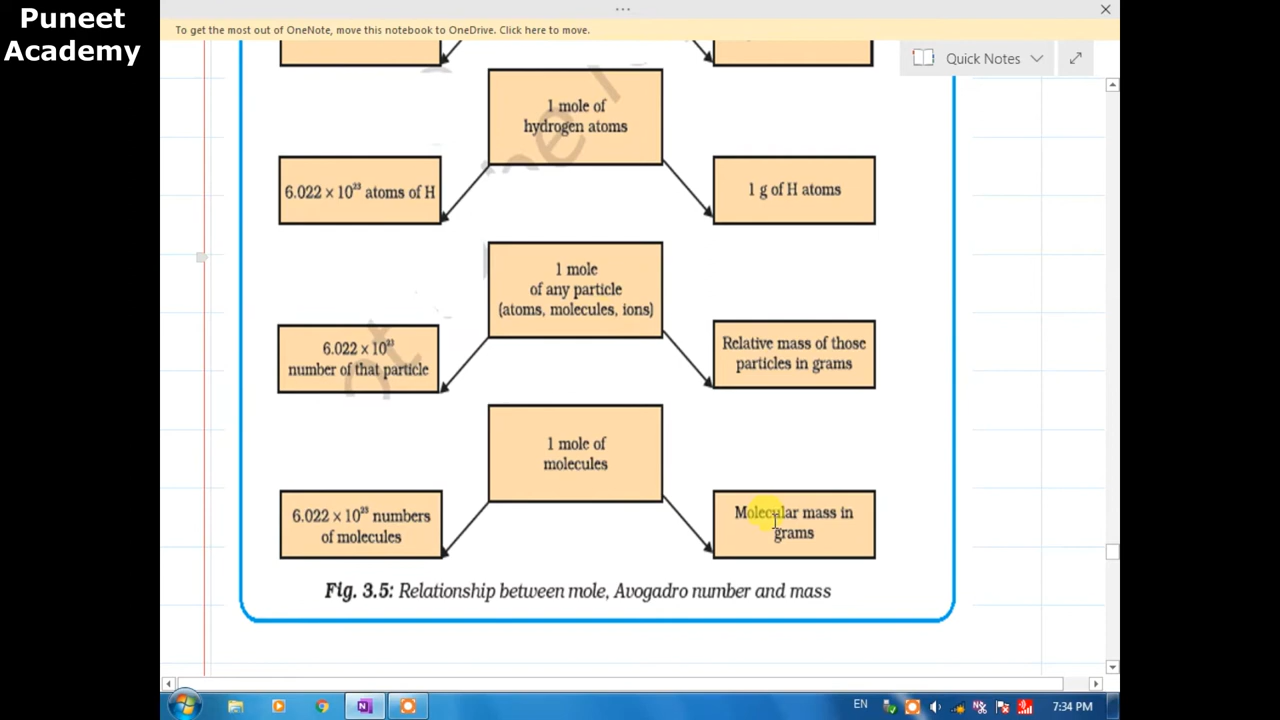 Puneet
Academy
To get the most out of OneNote, move this notebook to OneDrive. Click here to move.
Quick Notes
1 mole of
hydrogen atoms
6.022 × 10²³ atoms of H
1 g of H atoms
1 mole
of any particle
(atoms, molecules, ions)
6.022 × 10²³
number of that particle
Relative mass of those
particles in grams
1 mole of
molecules
6.022 × 10²³ numbers
of molecules
Molecular mass in
grams
Fig. 3.5: Relationship between mole, Avogadro number and mass
EN
7:34 PM